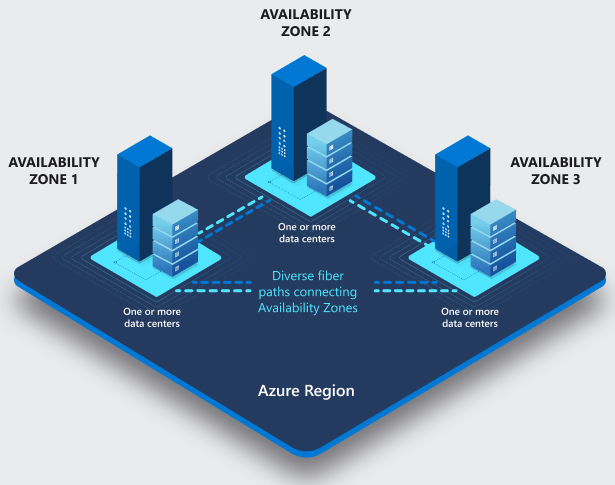 AVAILABILITY
ZONE 2
AVAILABILITY
ZONE 1
AVAILABILITY
ZONE 3
One or more
data centers
Diverse fiber
paths connecting
Availability Zones
One or more
data centers
One or more
data centers
Azure Region